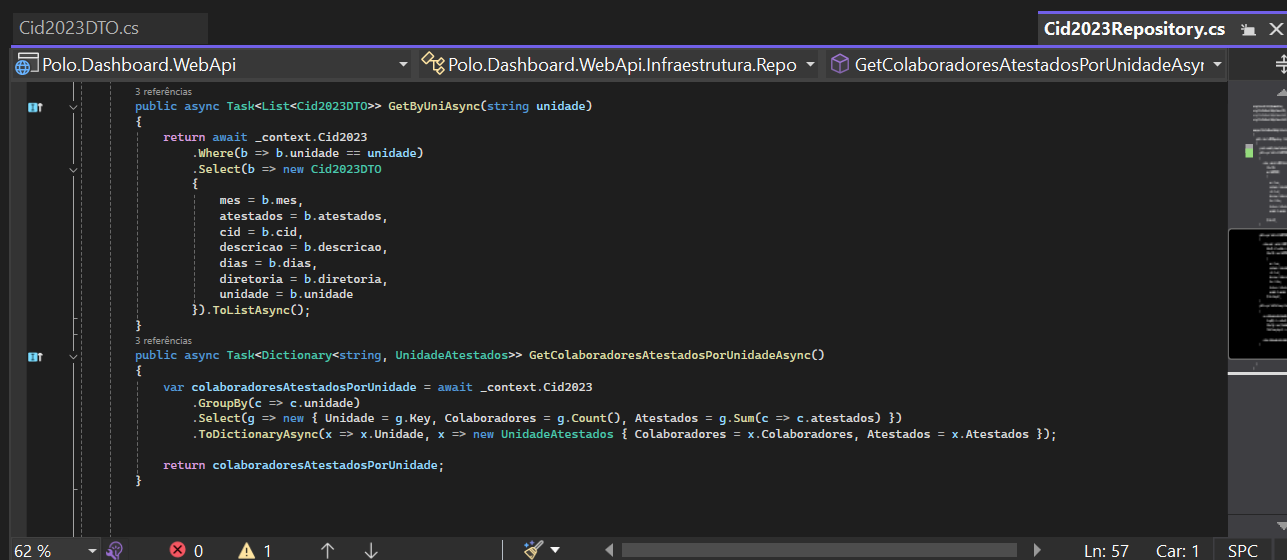 Cid2023DTO.cs
Cid2023Repository.cs
Polo.Dashboard.WebApi
Polo.Dashboard.WebApi.Infraestrutura.Repo
GetColaboradoresAtestadosPorUnidadeAsyr
3 referências
public async Task<List<Cid2023DTO>> GetByUniAsync(string unidade)
{
return await _context.Cid2023
.Where(b => b.unidade == unidade)
.Select(b => new Cid2023DTO
{
mes = b.mes,
atestados = b.atestados,
cid = b.cid,
descricao = b.descricao,
dias = b.dias,
diretoria = b.diretoria,
unidade = b.unidade
}).ToListAsync();
}
3 referências
public async Task<Dictionary<string, UnidadeAtestados>> GetColaboradoresAtestadosPorUnidadeAsync()
{
var colaboradoresAtestadosPorUnidade = await _context.Cid2023
.GroupBy(c => c.unidade)
.Select(g => new { Unidade = g.Key, Colaboradores = g.Count(), Atestados = g.Sum(c => c.atestados) })
.ToDictionaryAsync(x => x.Unidade, x => new UnidadeAtestados { Colaboradores = x.Colaboradores, Atestados = x.Atestados });
return colaboradoresAtestadosPorUnidade;
}
62 %
0
1
Ln: 57
Car: 1
SPC